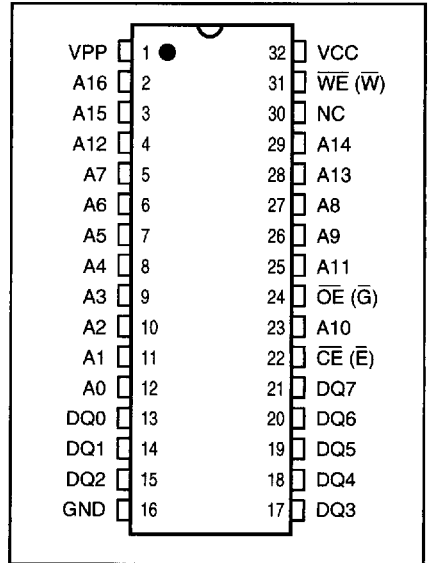 VPP 1 32 VCC
A16 2 31 W̅E̅ (W̅)
A15 3 30 NC
A12 4 29 A14
A7 5 28 A13
A6 6 27 A8
A5 7 26 A9
A4 8 25 A11
A3 9 24 O̅E̅ (G̅)
A2 10 23 A10
A1 11 22 C̅E̅ (E̅)
A0 12 21 DQ7
DQ0 13 20 DQ6
DQ1 14 19 DQ5
DQ2 15 18 DQ4
GND 16 17 DQ3